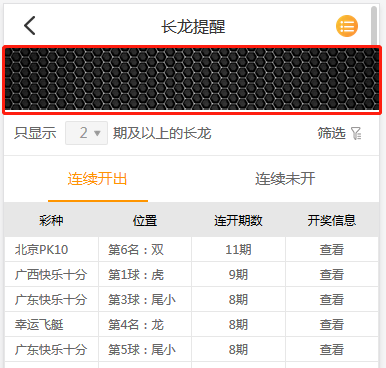 长龙提醒
只显示 2 期及以上的长龙 筛选
连续开出 连续未开
彩种 位置 连开期数 开奖信息
北京PK10 第6名：双 11期 查看
广西快乐十分 第1球：虎 9期 查看
广东快乐十分 第3球：尾小 8期 查看
幸运飞艇 第4名：龙 8期 查看
广东快乐十分 第5球：尾小 8期 查看